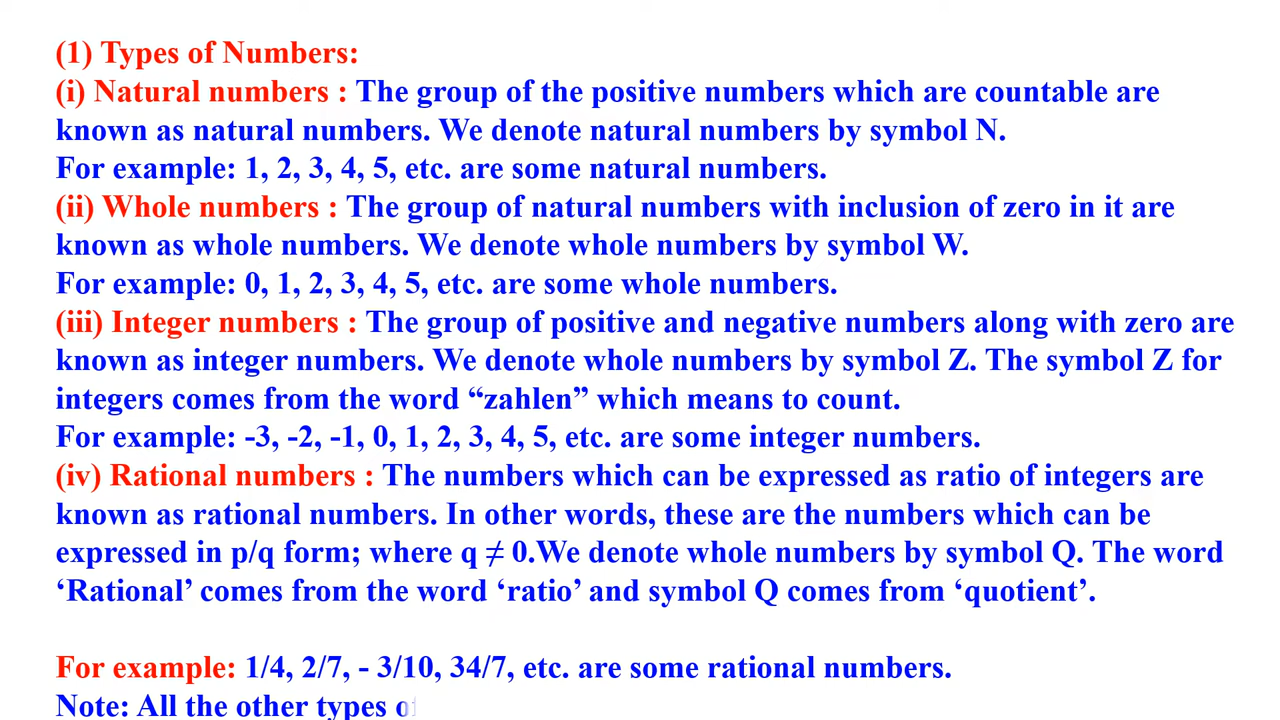 (1) Types of Numbers:
(i) Natural numbers : The group of the positive numbers which are countable are
known as natural numbers. We denote natural numbers by symbol N.
For example: 1, 2, 3, 4, 5, etc. are some natural numbers.
(ii) Whole numbers : The group of natural numbers with inclusion of zero in it are
known as whole numbers. We denote whole numbers by symbol W.
For example: 0, 1, 2, 3, 4, 5, etc. are some whole numbers.
(iii) Integer numbers : The group of positive and negative numbers along with zero are
known as integer numbers. We denote whole numbers by symbol Z. The symbol Z for
integers comes from the word “zahlen” which means to count.
For example: -3, -2, -1, 0, 1, 2, 3, 4, 5, etc. are some integer numbers.
(iv) Rational numbers : The numbers which can be expressed as ratio of integers are
known as rational numbers. In other words, these are the numbers which can be
expressed in p/q form; where q ≠ 0.We denote whole numbers by symbol Q. The word
‘Rational’ comes from the word ‘ratio’ and symbol Q comes from ‘quotient’.
For example: 1/4, 2/7, - 3/10, 34/7, etc. are some rational numbers.
Note: All the other types of